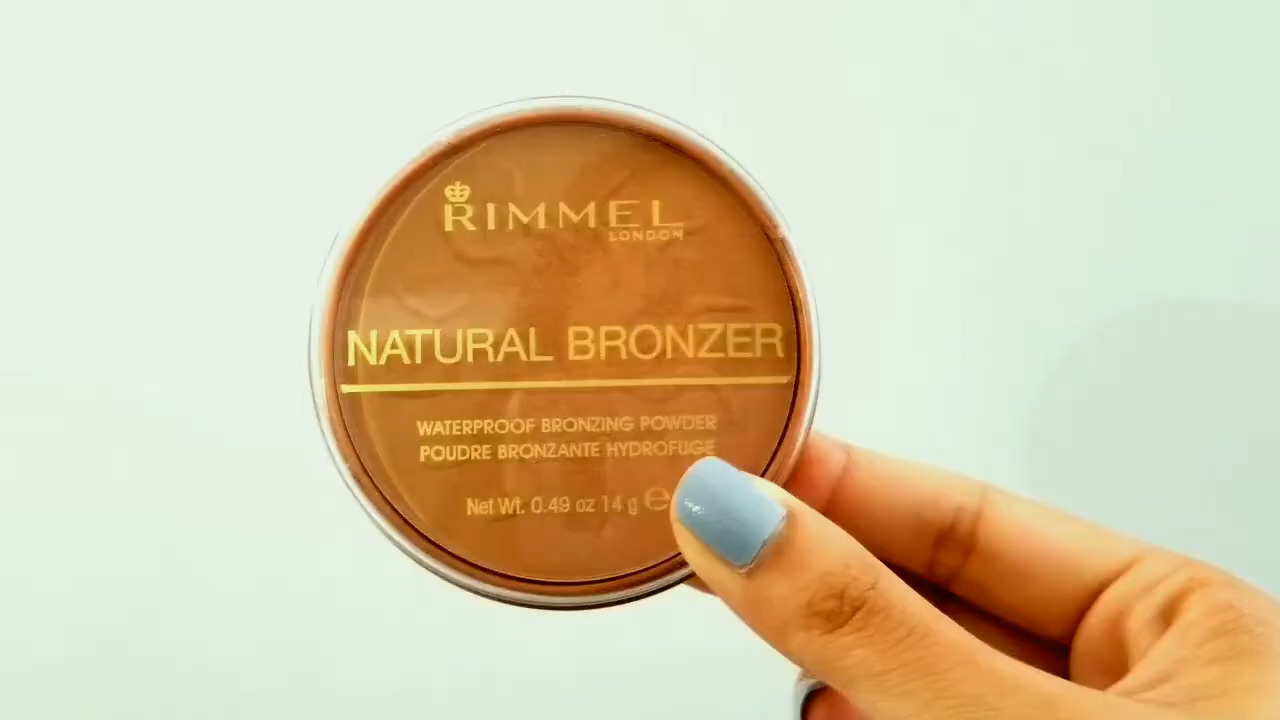 RIMMEL
LONDON
NATURAL BRONZER
WATERPROOF BRONZING POWDER
POUDRE BRONZANTE HYDROFUGE
Net Wt. 0.49 oz 14 g ℮